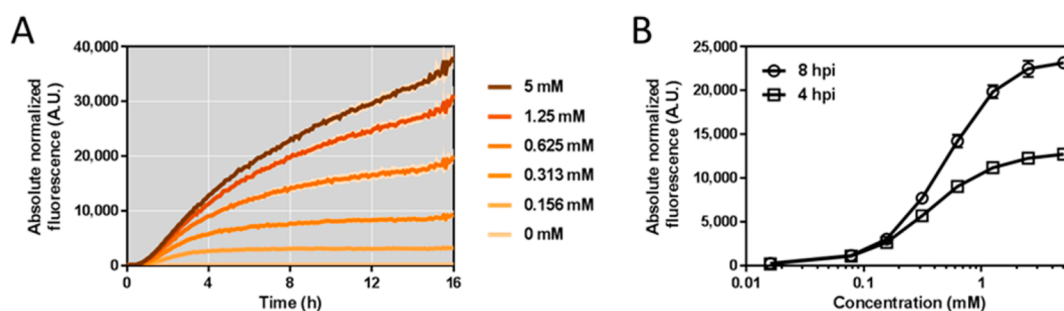 A
Absolute normalized
fluorescence (A.U.)
40,000
30,000
20,000
10,000
0
0
4
8
12
16
Time (h)
5 mM
1.25 mM
0.625 mM
0.313 mM
0.156 mM
0 mM
B
Absolute normalized
fluorescence (A.U.)
25,000
20,000
15,000
10,000
5,000
0
8 hpi
4 hpi
0.01
0.1
1
Concentration (mM)